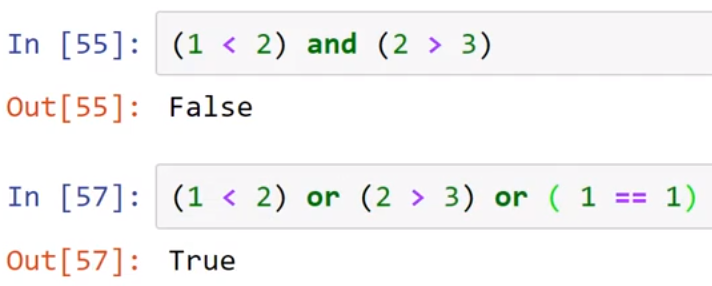 In [55]: (1 < 2) and (2 > 3)
Out[55]: False
In [57]: (1 < 2) or (2 > 3) or ( 1 == 1)
Out[57]: True